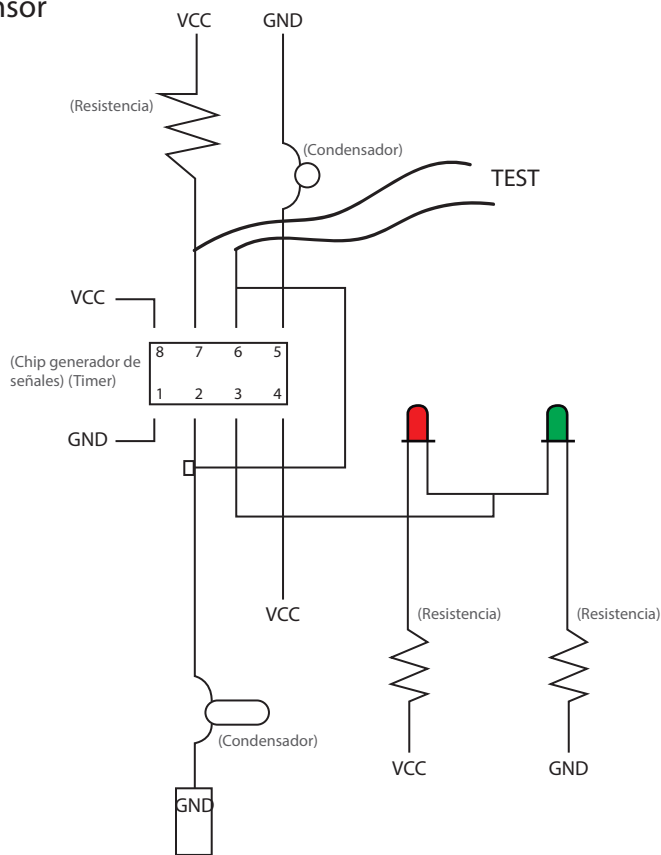 VCC GND
(Resistencia)
(Condensador)
TEST
VCC
8 7 6 5
(Chip generador de
señales) (Timer)
1 2 3 4
GND
VCC
(Resistencia) (Resistencia)
(Condensador)
VCC GND
GND